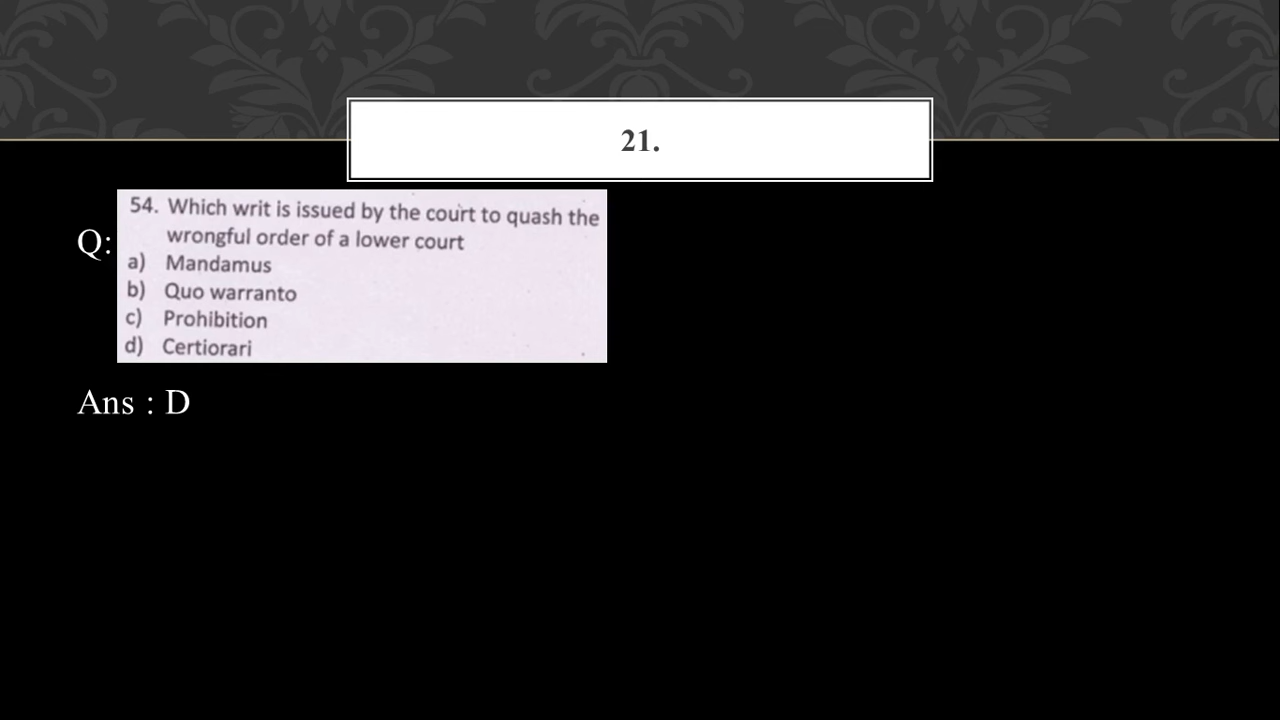 21.
Q:
54. Which writ is issued by the court to quash the
wrongful order of a lower court
a) Mandamus
b) Quo warranto
c) Prohibition
d) Certiorari
Ans : D